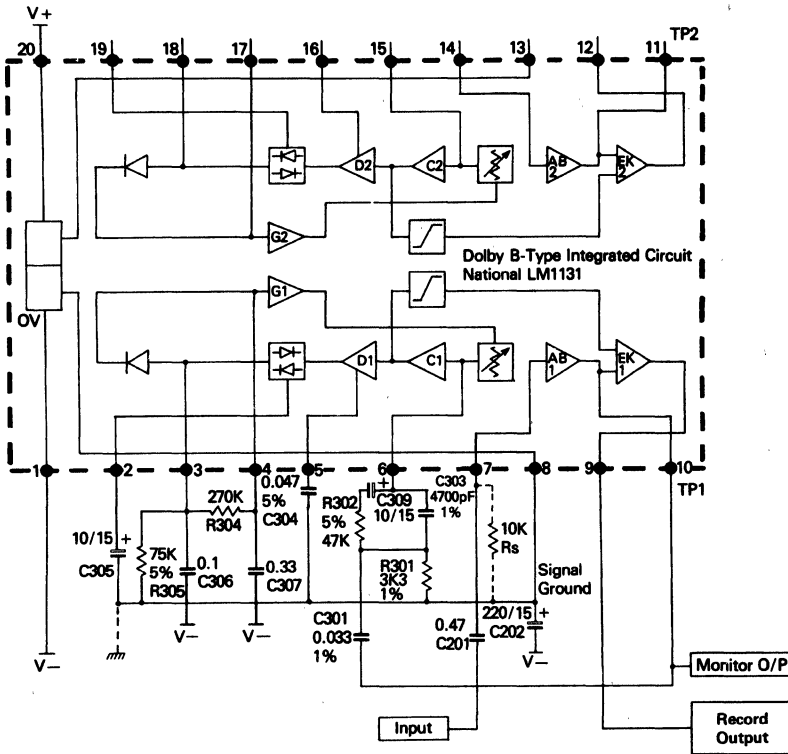 V+
20
19
18
17
16
15
14
13
12
11
TP2
D2
C2
AB
2
EK
2
G2
Dolby B-Type Integrated Circuit
National LM1131
G1
0V
D1
C1
AB
1
EK
1
1
2
3
4
5
6
7
8
9
10
TP1
10/15 +
C305
75K
5%
R305
270K
R304
0.1
C306
0.33
C307
0.047
5%
C304
R302
5%
47K
+
C309
10/15
C303
4700pF
1%
R301
3K3
1%
10K
Rs
Signal
Ground
C301
0.033
1%
0.47
C201
220/15 +
C202
V−
V−
V−
V−
Monitor O/P
Input
Record
Output